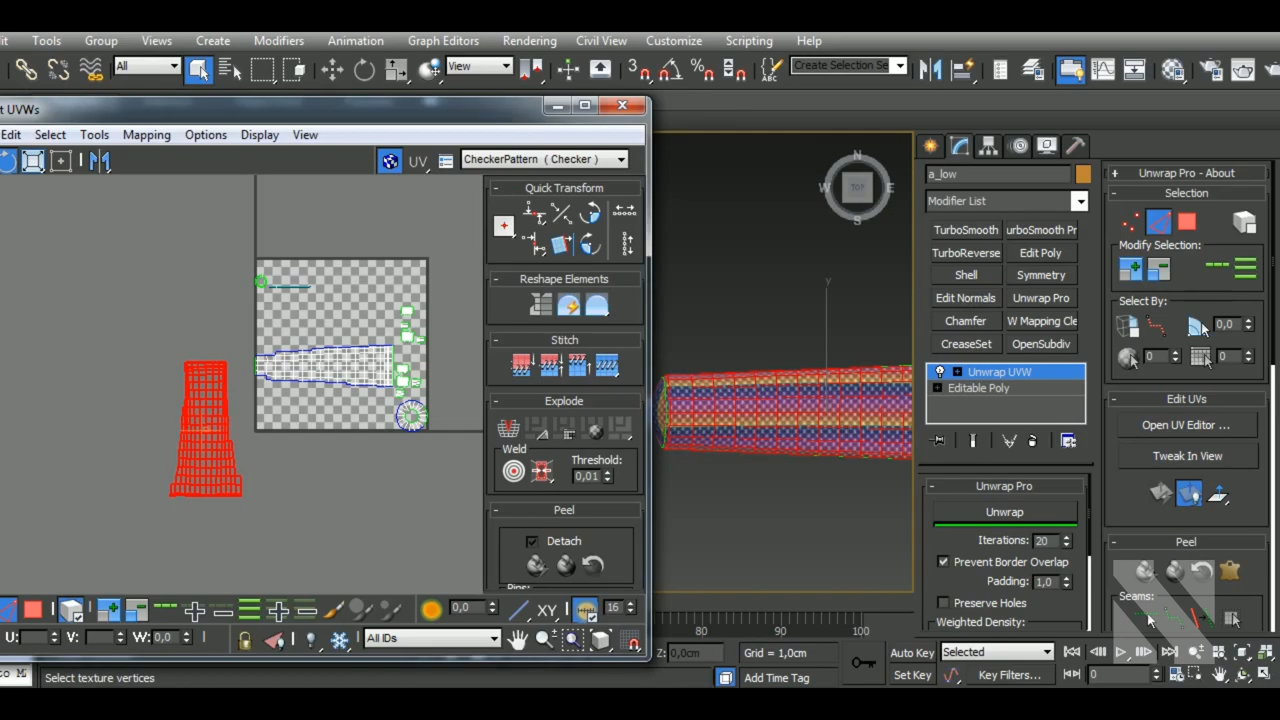 it Tools Group Views Create Modifiers Animation Graph Editors Rendering Civil View Customize Scripting Help
All View 3 % ABC Create Selection Se
t UVWs
Edit Select Tools Mapping Options Display View
UV CheckerPattern ( Checker )
- Quick Transform
- Reshape Elements
- Stitch
- Explode
Weld Threshold:
0,01
- Peel
Detach
0,0 XY 16
U: V: W: 0,0 All IDs
Select texture vertices
N
W TOP E
S
y
80 90 100
Z: 0,0cm Grid = 1,0cm
Add Time Tag
Auto Key Selected
Set Key Key Filters... 0
a_low
Modifier List
TurboSmooth urboSmooth Pr
TurboReverse Edit Poly
Shell Symmetry
Edit Normals Unwrap Pro
Chamfer W Mapping Cle
CreaseSet OpenSubdiv
Unwrap UVW
Editable Poly
- Unwrap Pro
Unwrap
Iterations: 20
Prevent Border Overlap
Padding: 1,0
Preserve Holes
Weighted Density:
+ Unwrap Pro - About
- Selection
Modify Selection:
Select By:
0,0
0 0
- Edit UVs
Open UV Editor ...
Tweak In View
- Peel
Seams: